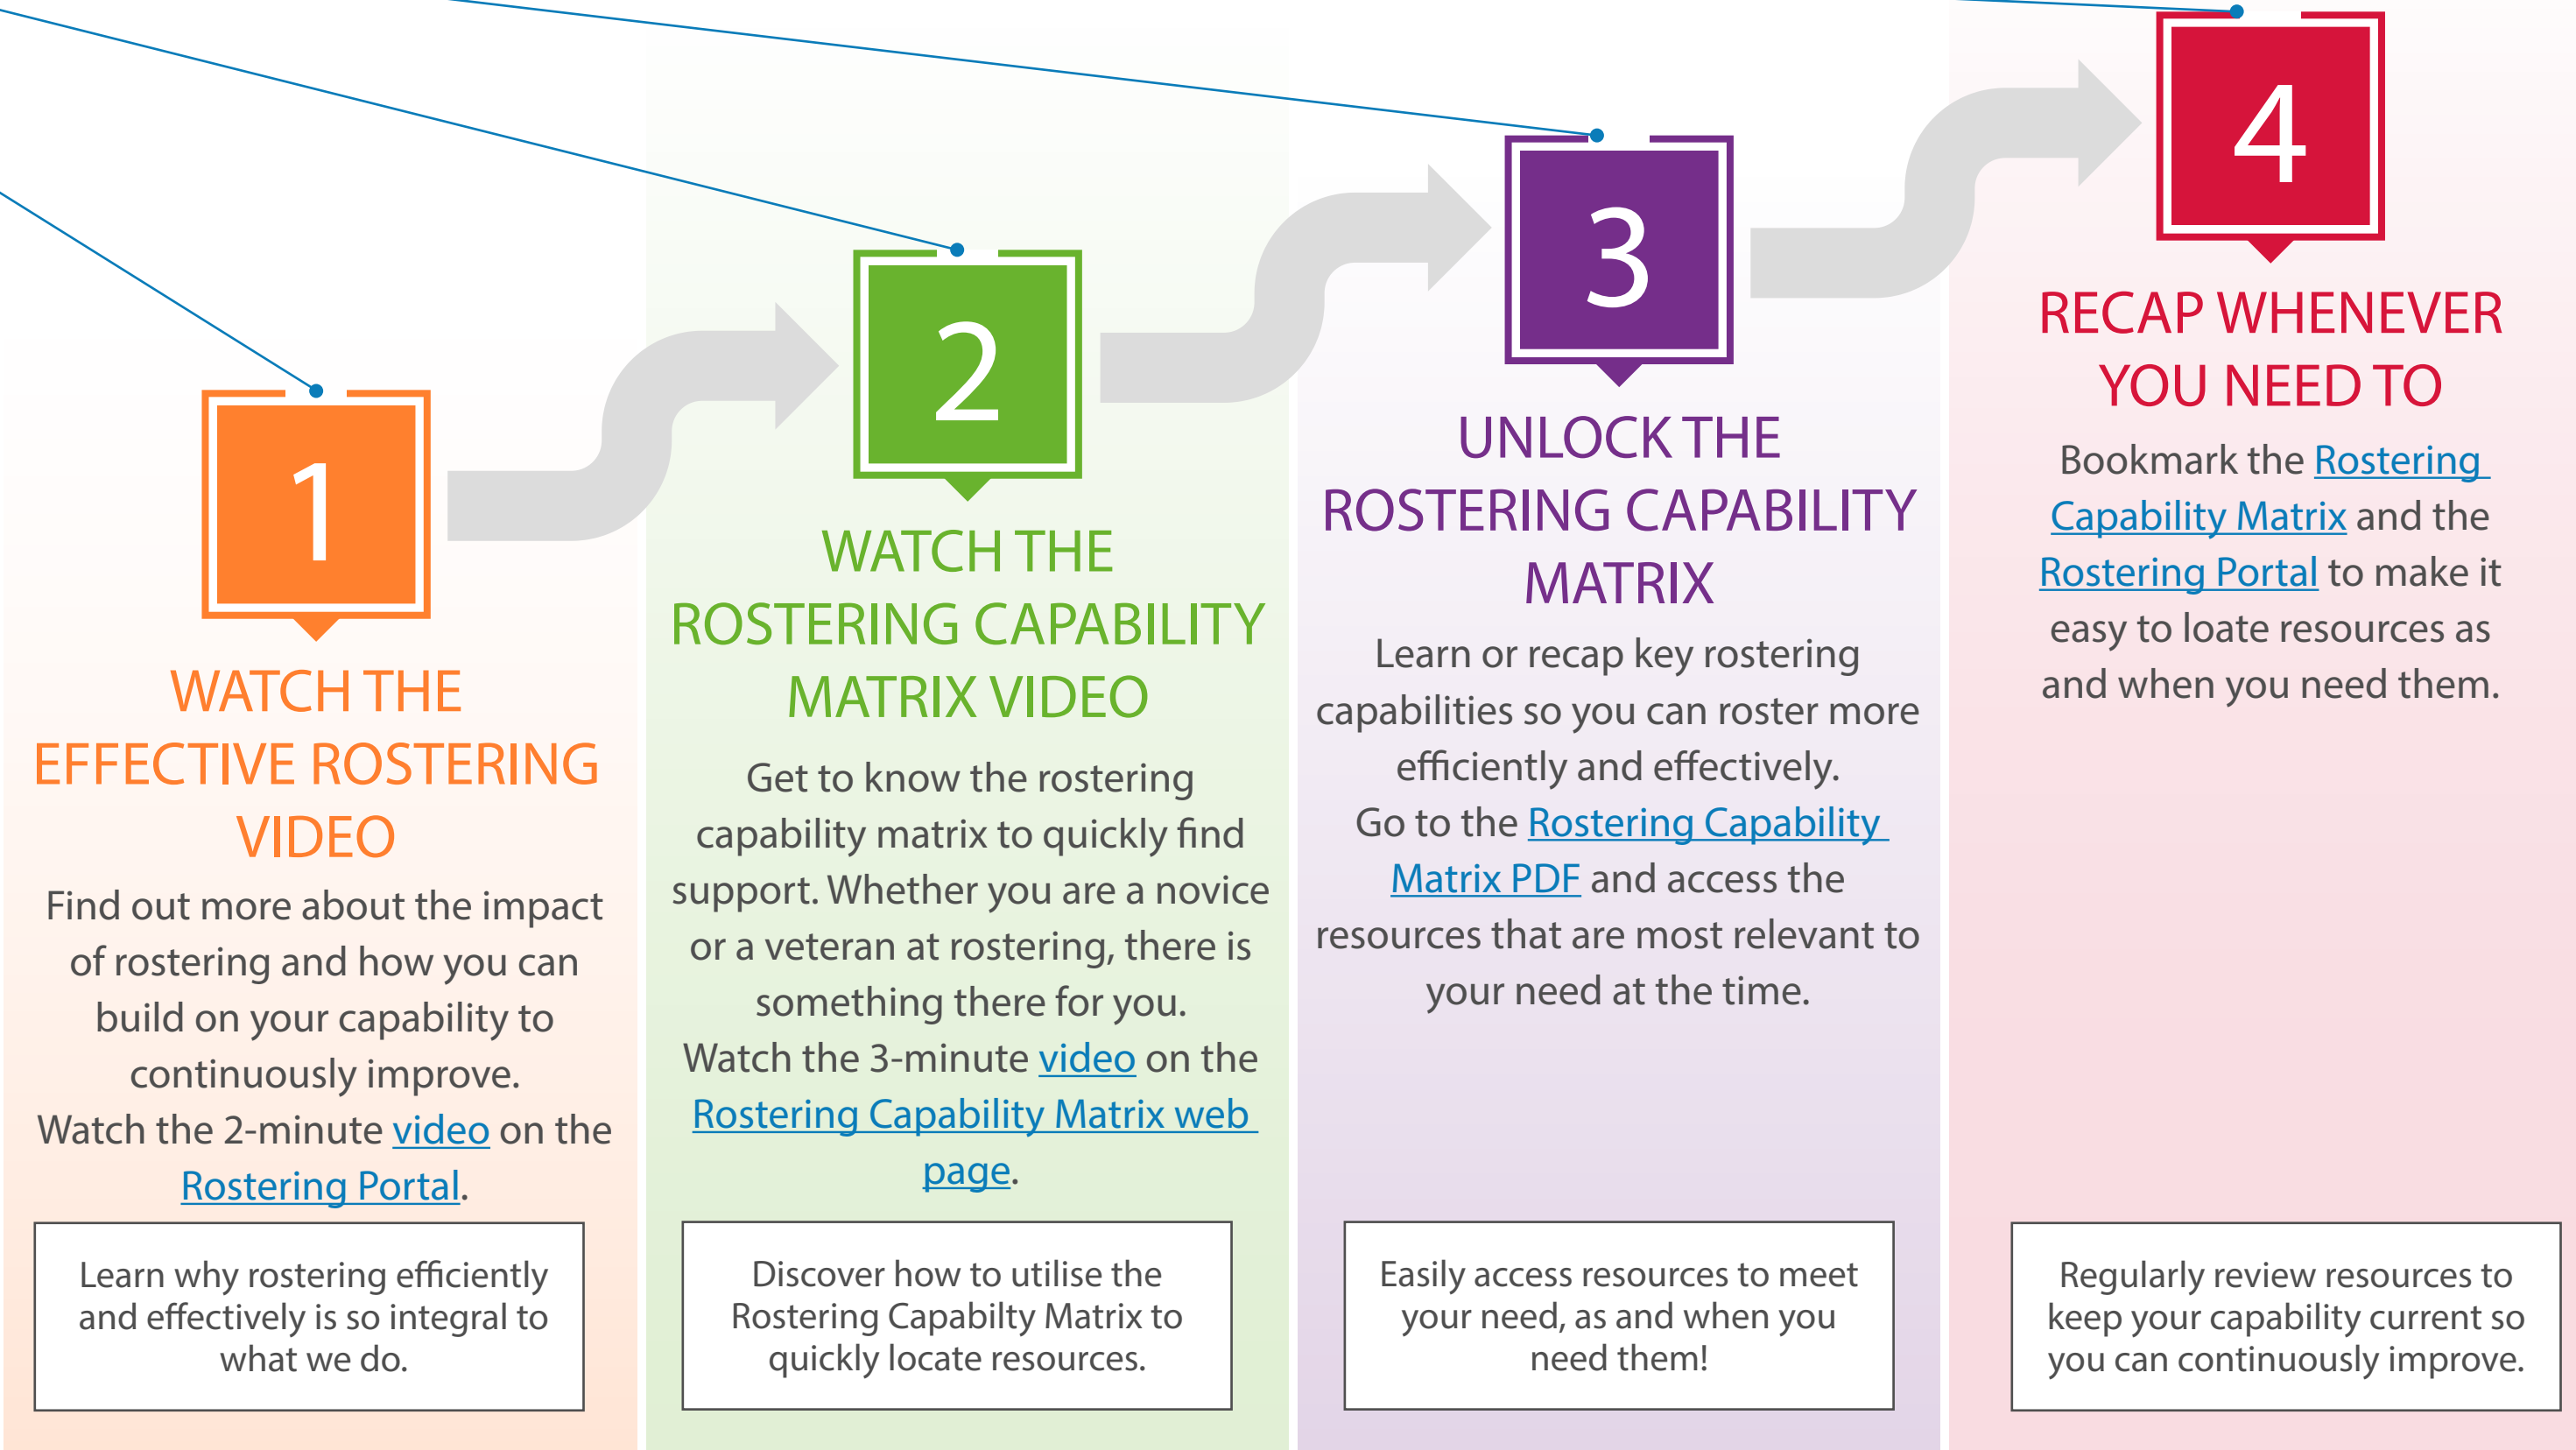 1
WATCH THE
EFFECTIVE ROSTERING
VIDEO
Find out more about the impact
of rostering and how you can
build on your capability to
continuously improve.
Watch the 2-minute video on the
Rostering Portal.
Learn why rostering efficiently
and effectively is so integral to
what we do.
2
WATCH THE
ROSTERING CAPABILITY
MATRIX VIDEO
Get to know the rostering
capability matrix to quickly find
support. Whether you are a novice
or a veteran at rostering, there is
something there for you.
Watch the 3-minute video on the
Rostering Capability Matrix web
page.
Discover how to utilise the
Rostering Capabilty Matrix to
quickly locate resources.
3
UNLOCK THE
ROSTERING CAPABILITY
MATRIX
Learn or recap key rostering
capabilities so you can roster more
efficiently and effectively.
Go to the Rostering Capability
Matrix PDF and access the
resources that are most relevant to
your need at the time.
Easily access resources to meet
your need, as and when you
need them!
4
RECAP WHENEVER
YOU NEED TO
Bookmark the Rostering
Capability Matrix and the
Rostering Portal to make it
easy to loate resources as
and when you need them.
Regularly review resources to
keep your capability current so
you can continuously improve.